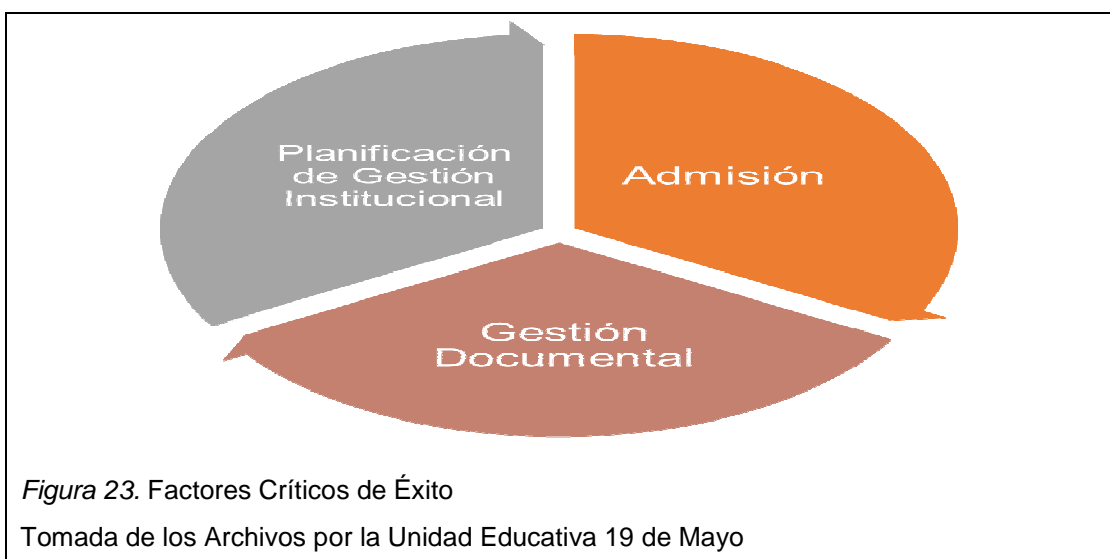 Planificación
de Gestión
Institucional
Admisión
Gestión
Documental
Figura 23. Factores Críticos de Éxito
Tomada de los Archivos por la Unidad Educativa 19 de Mayo